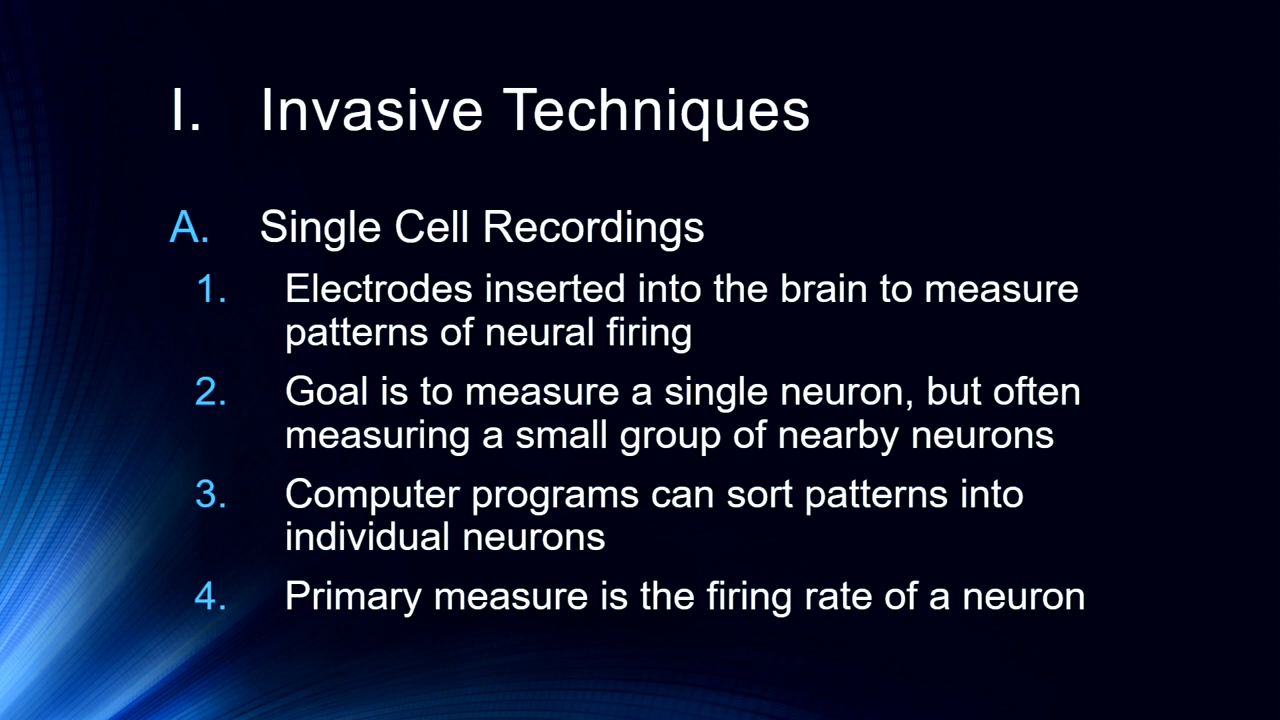 I. Invasive Techniques
A. Single Cell Recordings
1. Electrodes inserted into the brain to measure
patterns of neural firing
2. Goal is to measure a single neuron, but often
measuring a small group of nearby neurons
3. Computer programs can sort patterns into
individual neurons
4. Primary measure is the firing rate of a neuron